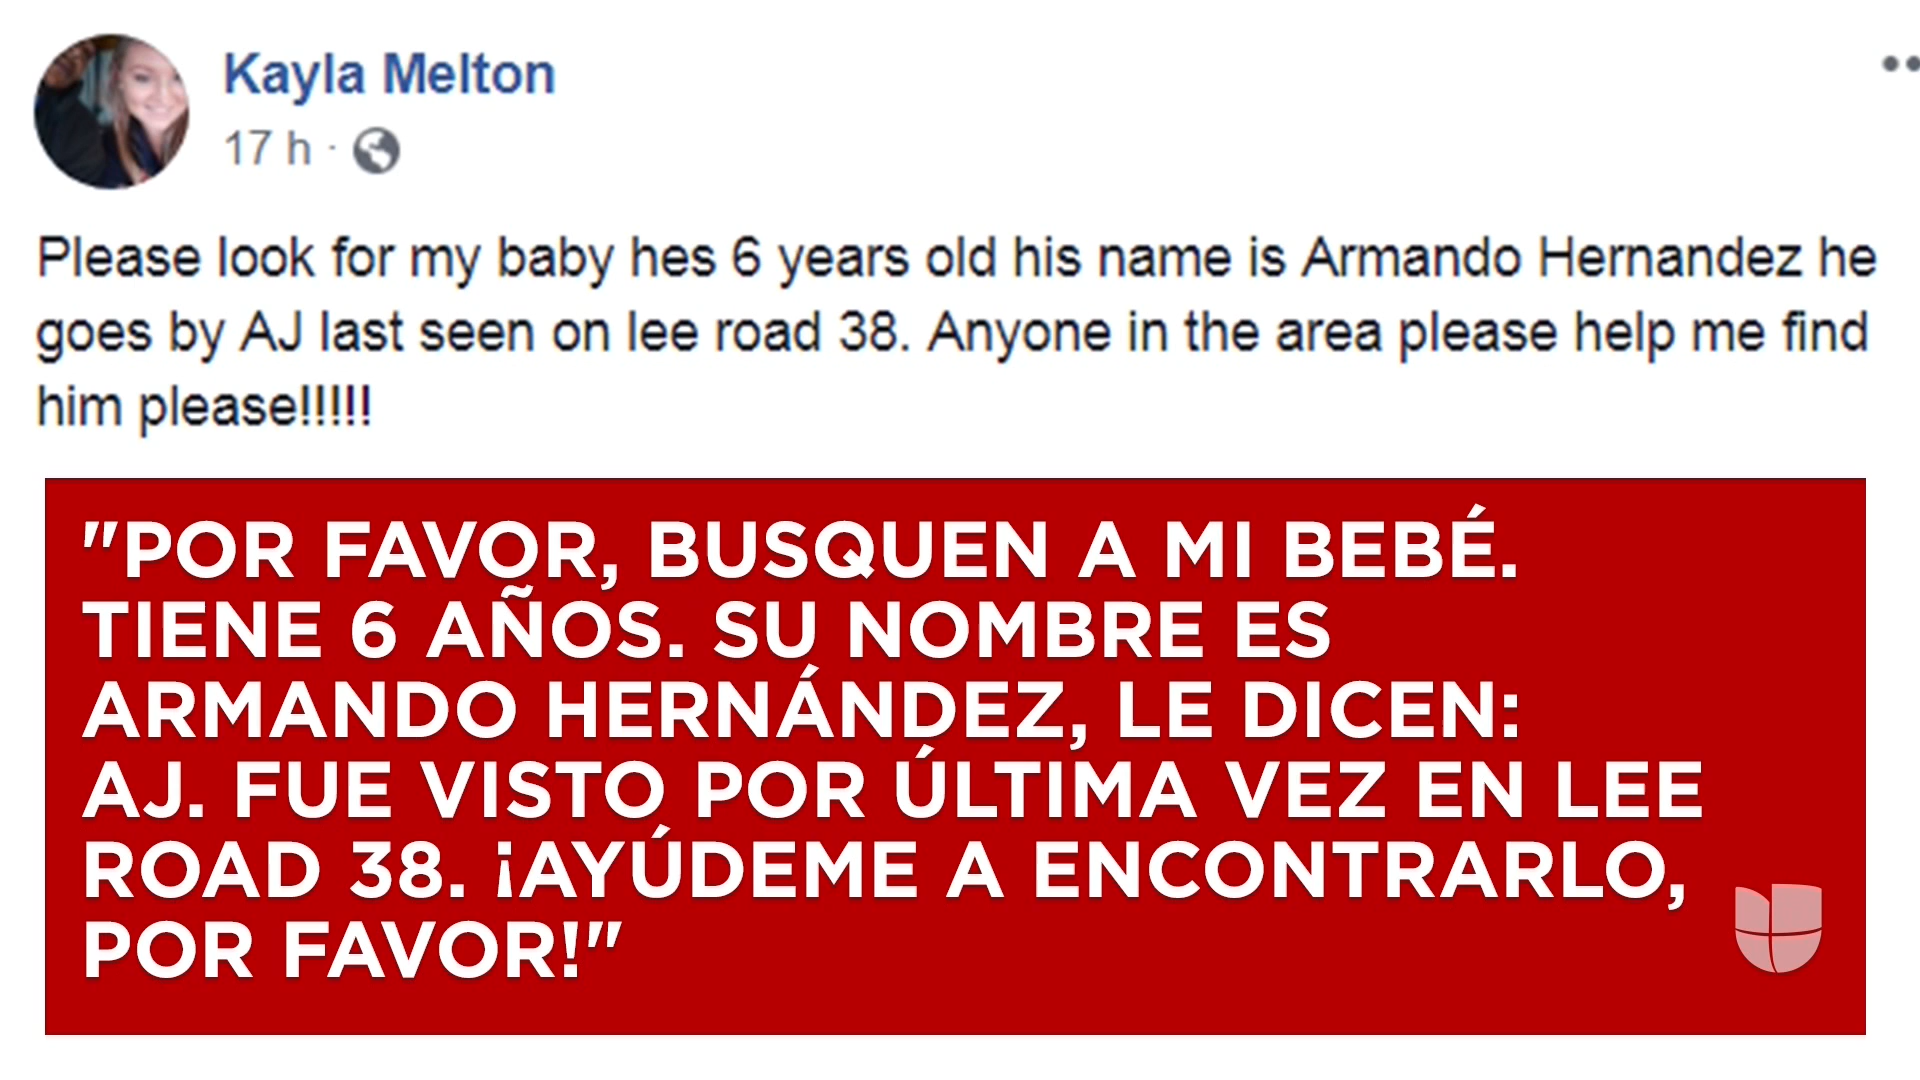 Kayla Melton
17 h ·
Please look for my baby hes 6 years old his name is Armando Hernandez he
goes by AJ last seen on lee road 38. Anyone in the area please help me find
him please!!!!!
"POR FAVOR, BUSQUEN A MI BEBÉ.
TIENE 6 AÑOS. SU NOMBRE ES
ARMANDO HERNÁNDEZ, LE DICEN:
AJ. FUE VISTO POR ÚLTIMA VEZ EN LEE
ROAD 38. ¡AYÚDEME A ENCONTRARLO,
POR FAVOR!"